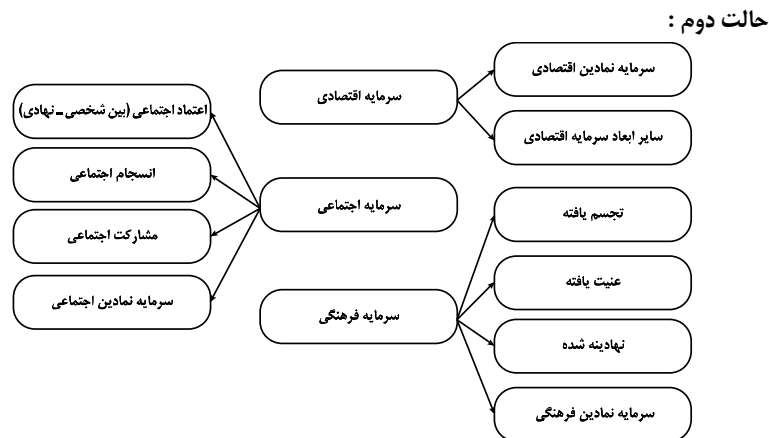 حالت دوم :
سرمایه نمادین اقتصادی
سرمایه اقتصادی
سایر ابعاد سرمایه اقتصادی
اعتماد اجتماعی (بین شخصی ـ نهادی)
انسجام اجتماعی
سرمایه اجتماعی
مشارکت اجتماعی
سرمایه نمادین اجتماعی
تجسم یافته
عنیت یافته
سرمایه فرهنگی
نهادینه شده
سرمایه نمادین فرهنگی